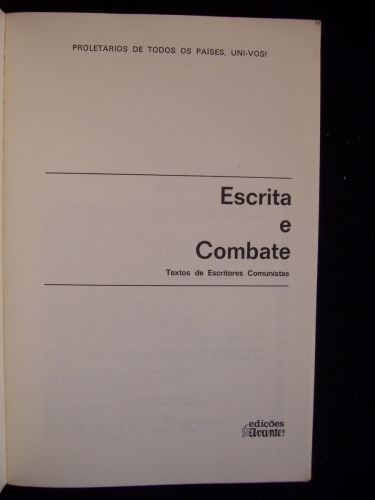 PROLETÁRIOS DE TODOS OS PAÍSES, UNI-VOS!
Escrita
e
Combate
Textos de Escritores Comunistas
edições
Avante!